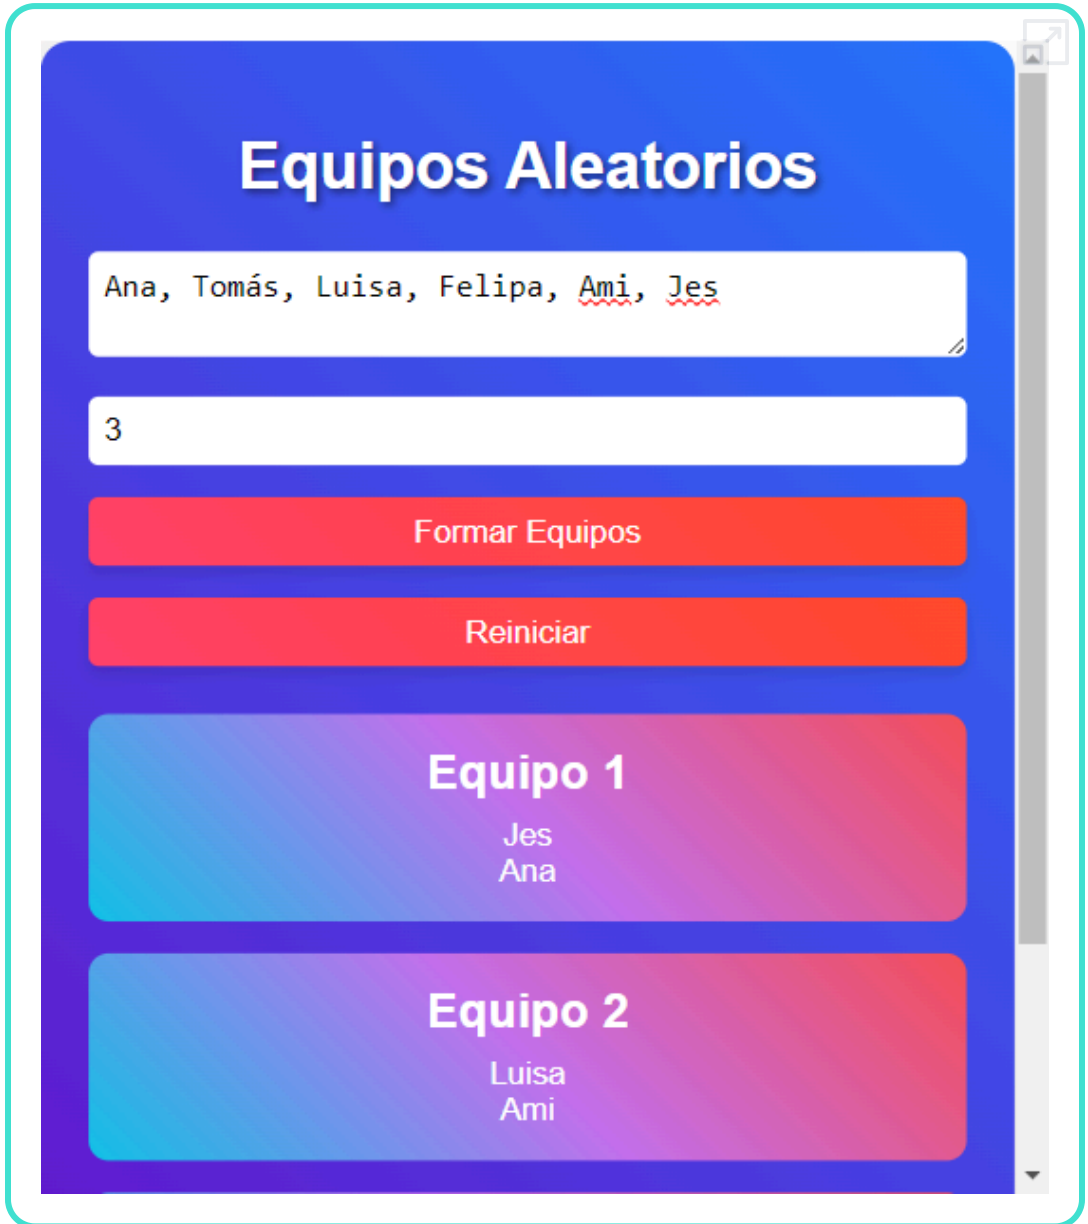 Equipos Aleatorios
Ana, Tomás, Luisa, Felipa, Ami, Jes
3
Formar Equipos
Reiniciar
Equipo 1
Jes
Ana
Equipo 2
Luisa
Ami